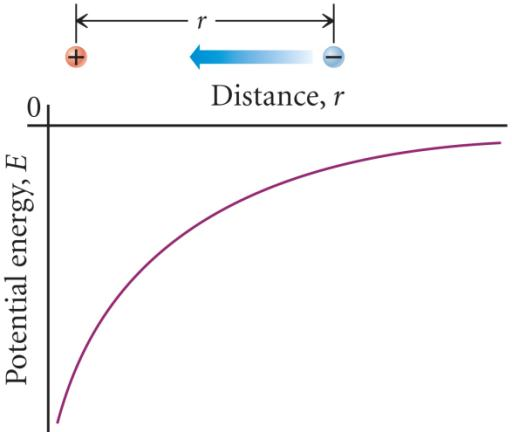 r
+
−
Distance, r
0
Potential energy, E